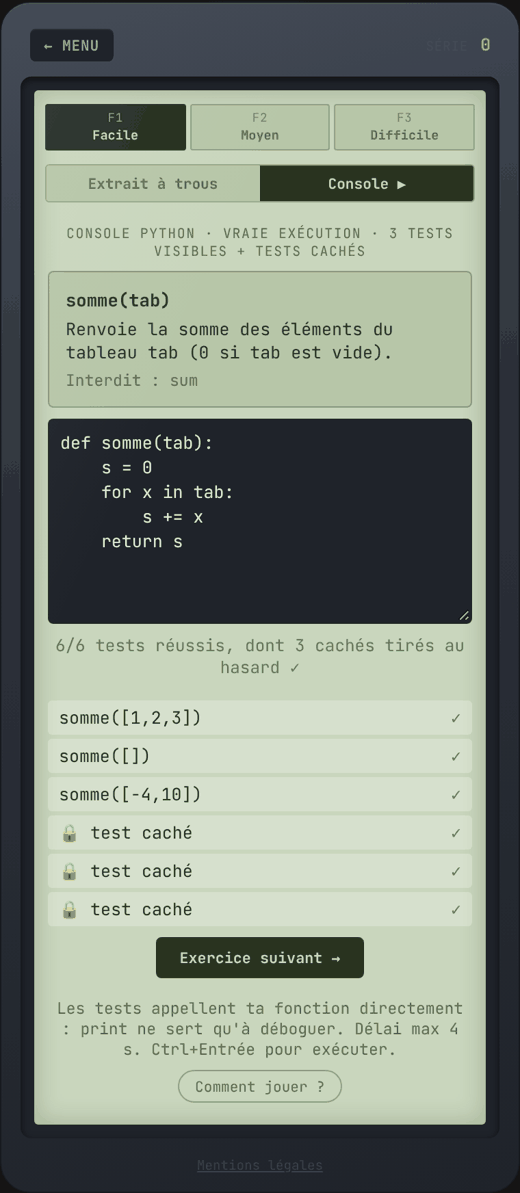 ← MENU
SÉRIE 0
F1
Facile
F2
Moyen
F3
Difficile
Extrait à trous
Console ▶
CONSOLE PYTHON · VRAIE EXÉCUTION · 3 TESTS
VISIBLES + TESTS CACHÉS
somme(tab)
Renvoie la somme des éléments du
tableau tab (0 si tab est vide).
Interdit : sum
def somme(tab):
    s = 0
    for x in tab:
        s += x
    return s
6/6 tests réussis, dont 3 cachés tirés au
hasard ✓
somme([1,2,3]) ✓
somme([]) ✓
somme([-4,10]) ✓
🔒 test caché ✓
🔒 test caché ✓
🔒 test caché ✓
Exercice suivant →
Les tests appellent ta fonction directement
: print ne sert qu'à déboguer. Délai max 4
s. Ctrl+Entrée pour exécuter.
Comment jouer ?
Mentions légales